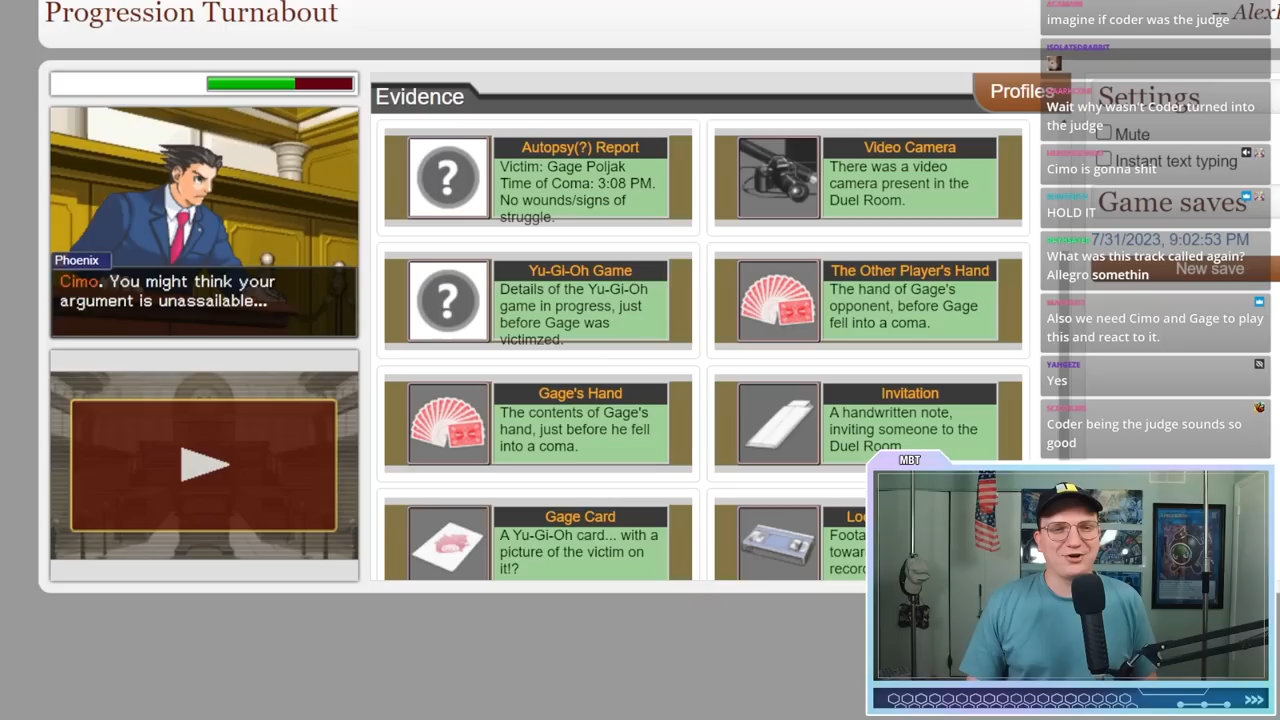 Progression Turnabout
-- Alex
Evidence
Profiles
Autopsy(?) Report
Victim: Gage Poljak
Time of Coma: 3:08 PM.
No wounds/signs of
struggle.
Video Camera
There was a video
camera present in the
Duel Room.
Phoenix
Cimo. You might think your
argument is unassailable...
Yu-Gi-Oh Game
Details of the Yu-Gi-Oh
game in progress, just
before Gage was
victimzed.
The Other Player's Hand
The hand of Gage's
opponent, before Gage
fell into a coma.
Gage's Hand
The contents of Gage's
hand, just before he fell
into a coma.
Invitation
A handwritten note,
inviting someone to the
Duel Room.
Gage Card
A Yu-Gi-Oh card... with a
picture of the victim on
it!?
Foota
towar
recor
Settings
Mute
Instant text typing
Game saves
7/31/2023, 9:02:53 PM
New save
imagine if coder was the judge
ISOLATEDRABBIT
Wait why wasn't Coder turned into
the judge
Cimo is gonna shit
HOLD IT
What was this track called again?
Allegro somethin
Also we need Cimo and Gage to play
this and react to it.
YAHGEZE
Yes
Coder being the judge sounds so
good
MBT